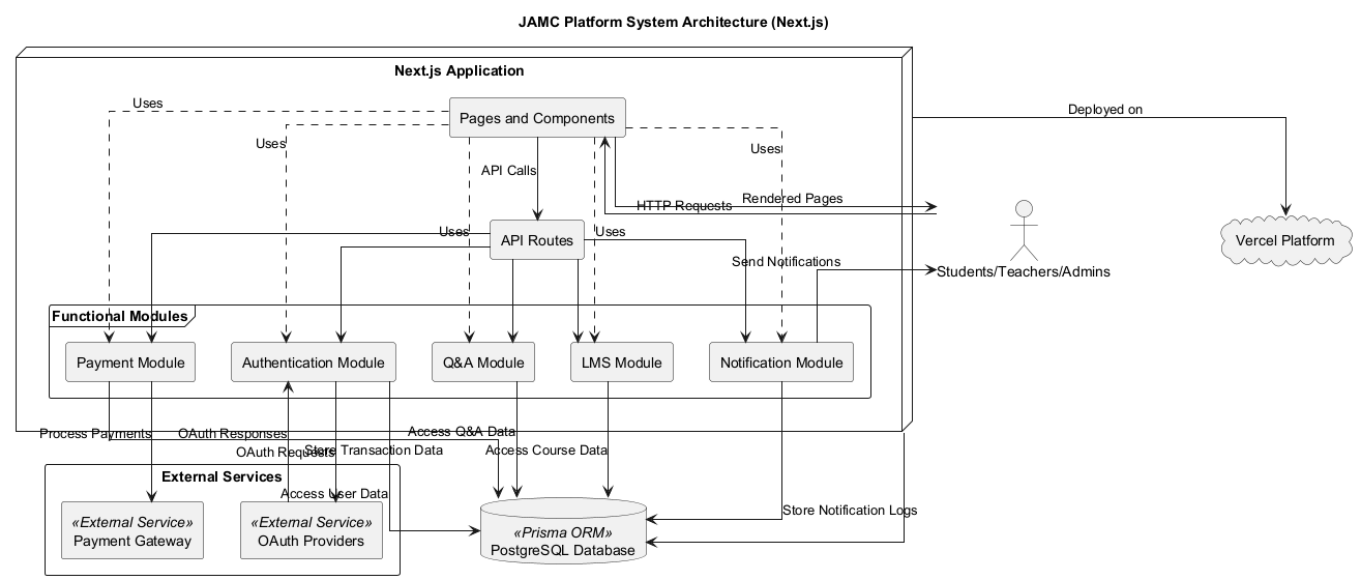 JAMC Platform System Architecture (Next.js)
Next.js Application
Uses
Pages and Components
Deployed on
Uses
Uses
API Calls
Rendered Pages
HTTP Requests
Uses
API Routes
Uses
Vercel Platform
Send Notifications
Students/Teachers/Admins
Functional Modules
Payment Module
Authentication Module
Q&A Module
LMS Module
Notification Module
Process Payments
OAuth Responses
Access Q&A Data
OAuth Requests
Store Transaction Data
Access Course Data
External Services
Access User Data
Store Notification Logs
«External Service»
Payment Gateway
«External Service»
OAuth Providers
«Prisma ORM»
PostgreSQL Database